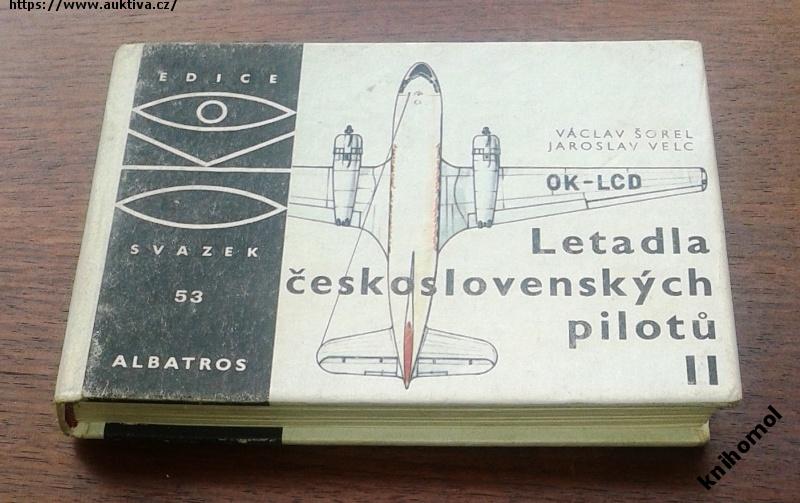 https://www.auktiva.cz/
EDICE
OKO
SVAZEK
53
ALBATROS
VÁCLAV ŠOREL
JAROSLAV VELC
OK-LCD
Letadla
československých
pilotů
II
knihomol